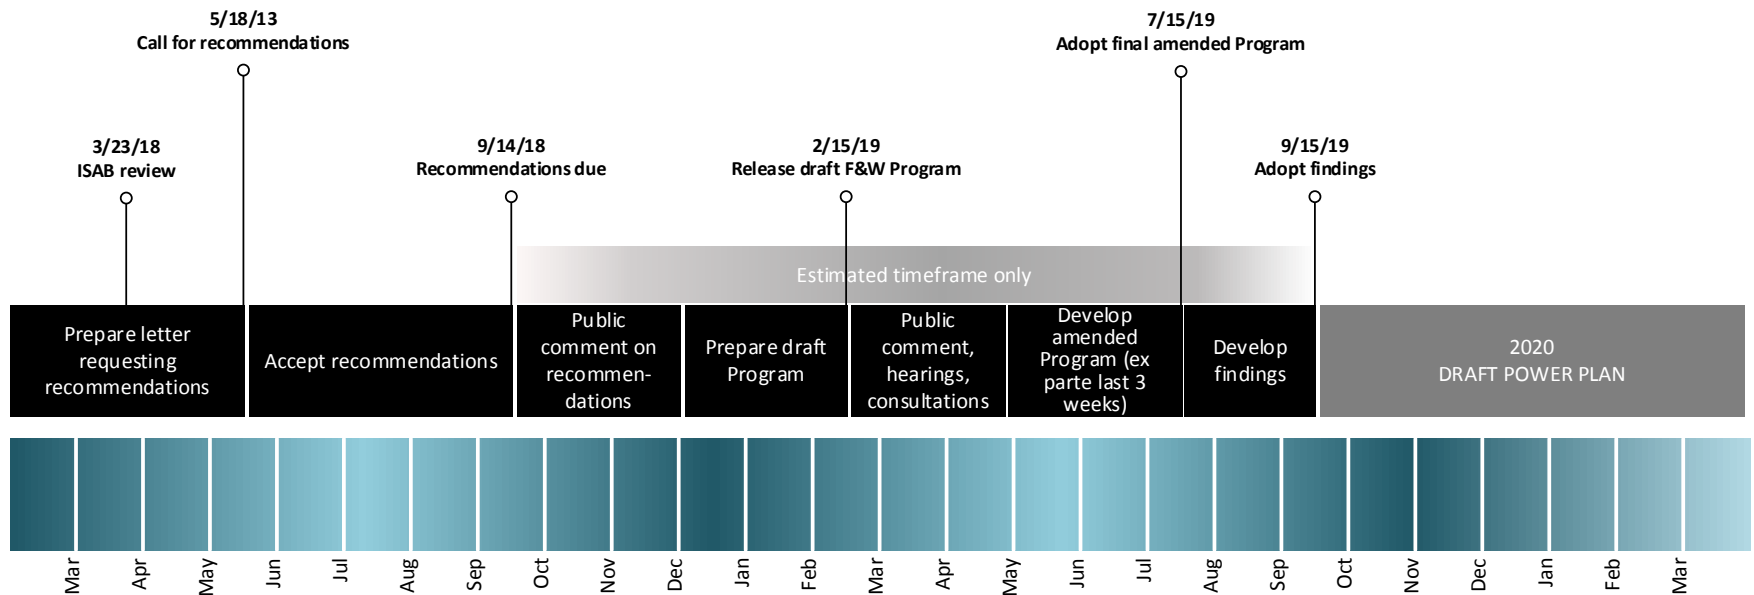 5/18/13
Call for recommendations
7/15/19
Adopt final amended Program
3/23/18
ISAB review
9/14/18
Recommendations due
2/15/19
Release draft F&W Program
9/15/19
Adopt findings
Estimated timeframe only
Prepare letter
requesting
recommendations
Accept recommendations
Public
comment on
recommen-
dations
Prepare draft
Program
Public
comment,
hearings,
consultations
Develop
amended
Program (ex
parte last 3
weeks)
Develop
findings
2020
DRAFT POWER PLAN
Mar
Apr
May
Jun
Jul
Aug
Sep
Oct
Nov
Dec
Jan
Feb
Mar
Apr
May
Jun
Jul
Aug
Sep
Oct
Nov
Dec
Jan
Feb
Mar